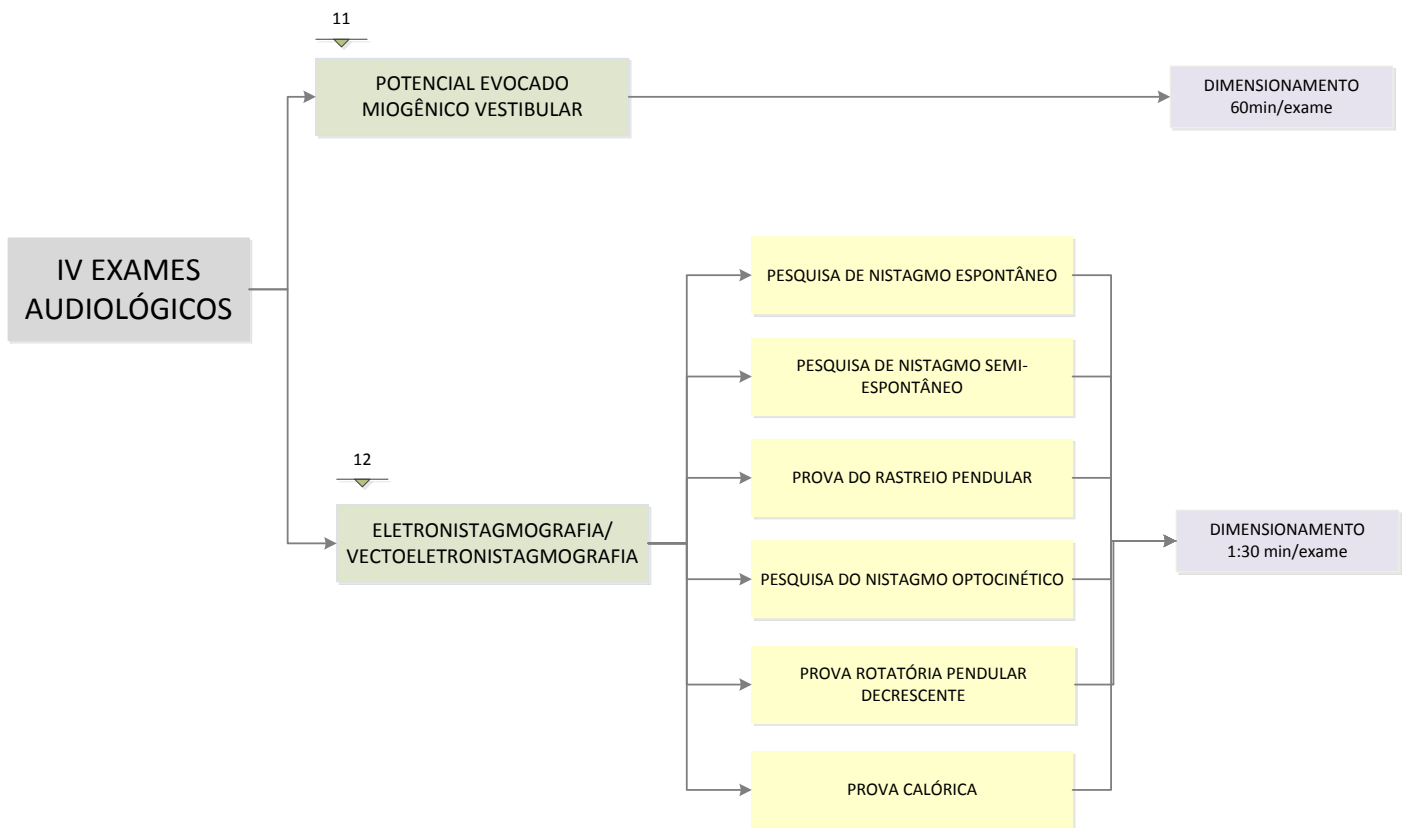 11
POTENCIAL EVOCADO
MIOGÊNICO VESTIBULAR
DIMENSIONAMENTO
60min/exame
IV EXAMES
AUDIOLÓGICOS
12
ELETRONISTAGMOGRAFIA/
VECTOELETRONISTAGMOGRAFIA
PESQUISA DE NISTAGMO ESPONTÂNEO
PESQUISA DE NISTAGMO SEMI-
ESPONTÂNEO
PROVA DO RASTREIO PENDULAR
PESQUISA DO NISTAGMO OPTOCINÉTICO
PROVA ROTATÓRIA PENDULAR
DECRESCENTE
PROVA CALÓRICA
DIMENSIONAMENTO
1:30 min/exame